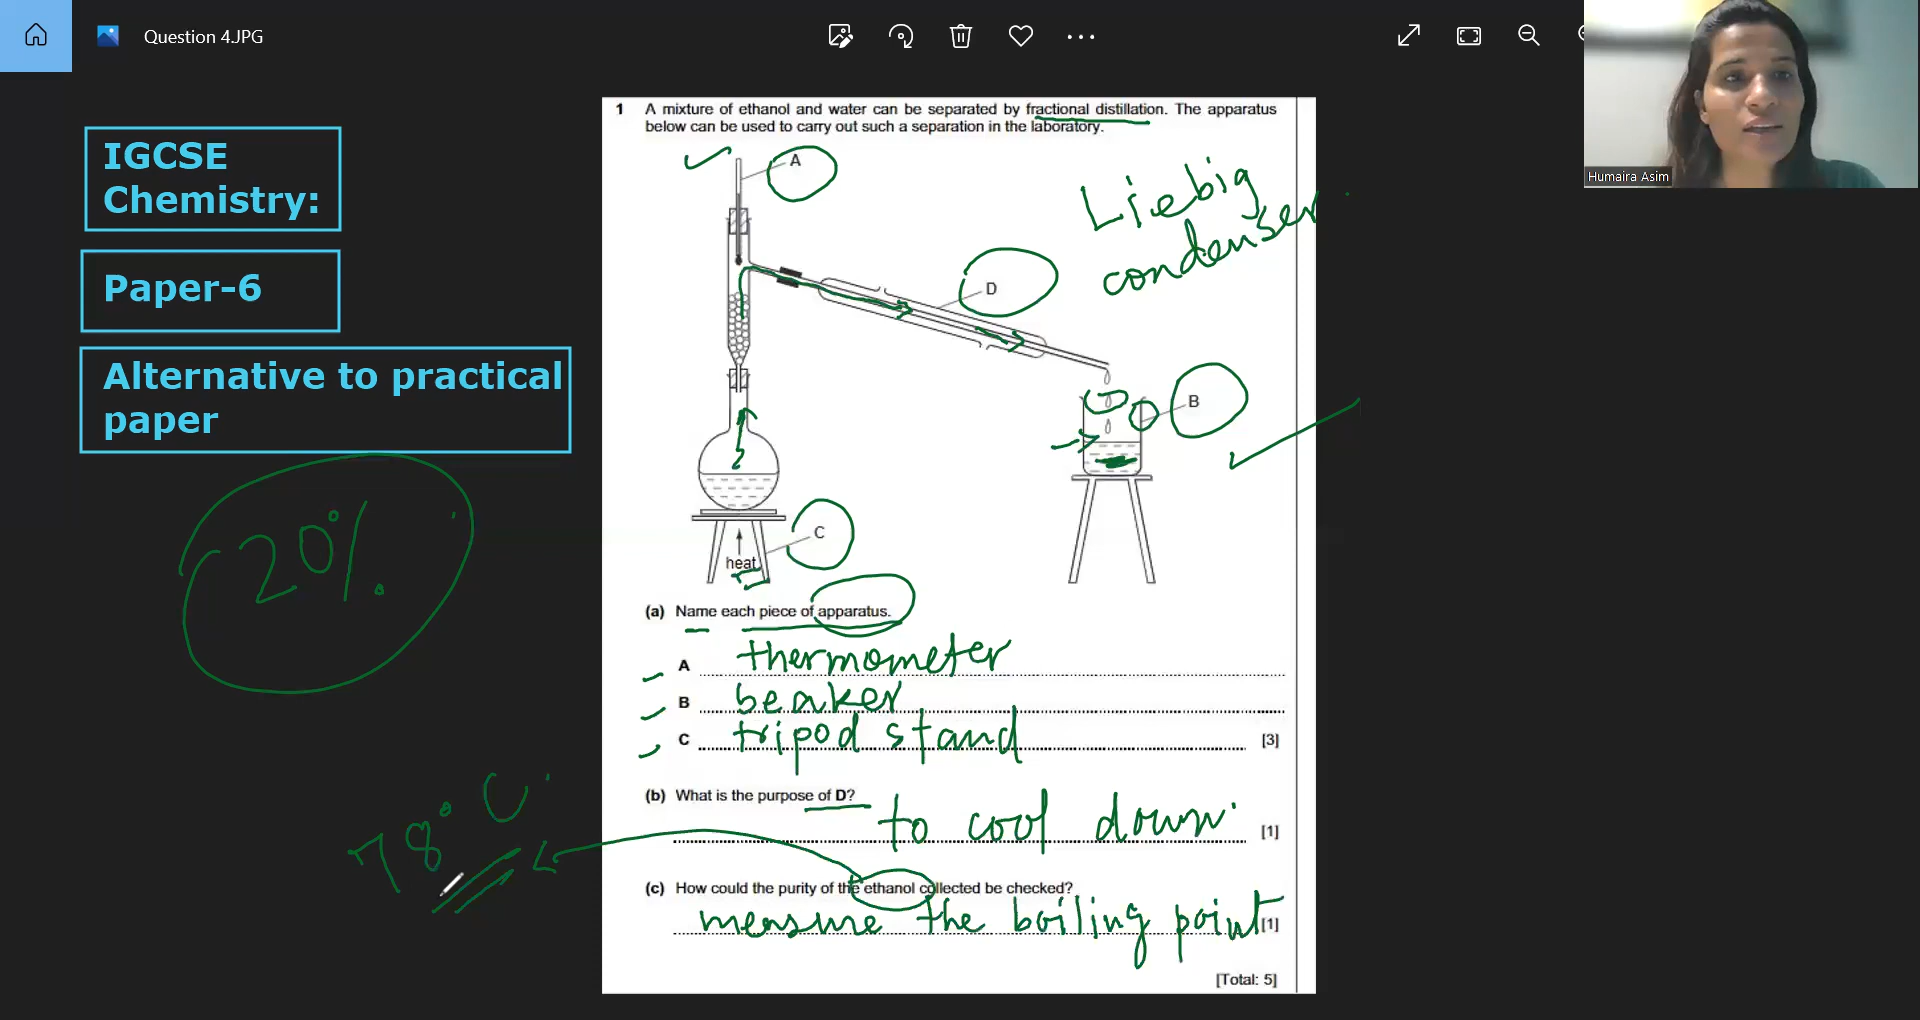 Question 4.JPG
Humaira Asim
IGCSE
Chemistry:
Paper-6
Alternative to practical
paper
20%
1 A mixture of ethanol and water can be separated by fractional distillation. The apparatus
below can be used to carry out such a separation in the laboratory.
A
Liebig
condenser
D
B
C
heat
(a) Name each piece of apparatus.
A thermometer
B beaker
C tripod stand [3]
(b) What is the purpose of D?
to cool down. [1]
78°C
(c) How could the purity of the ethanol collected be checked?
measure the boiling point [1]
[Total: 5]